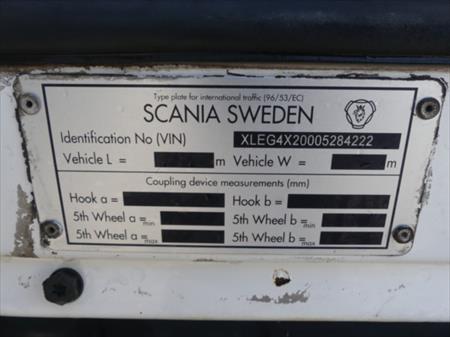 Type plate for international traffic (96/53/EC)
SCANIA SWEDEN
Identification No (VIN) XLEG4X20005284222
Vehicle L = m Vehicle W = m
Coupling device measurements (mm)
Hook a = Hook b =
5th Wheel a = min 5th Wheel b = min
5th Wheel a = max 5th Wheel b = max